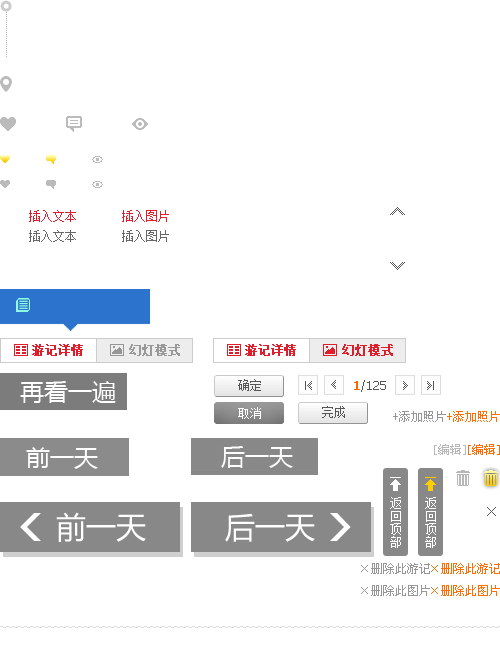 插入文本 插入图片
插入文本 插入图片
游记详情 幻灯模式 游记详情 幻灯模式
再看一遍 确定 1/125
取消 完成 +添加照片+添加照片
前一天 后一天 [编辑][编辑]
前一天 后一天 返回顶部 返回顶部
×删除此游记×删除此游记
×删除此图片×删除此图片